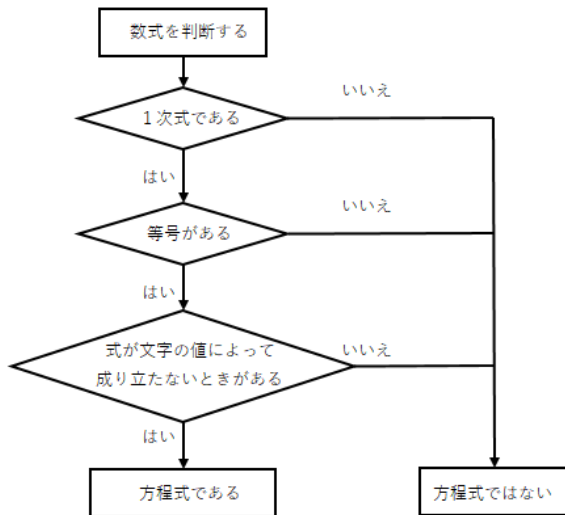 数式を判断する
いいえ
１次式である
はい
いいえ
等号がある
はい
式が文字の値によって
成り立たないときがある
いいえ
はい
方程式である
方程式ではない